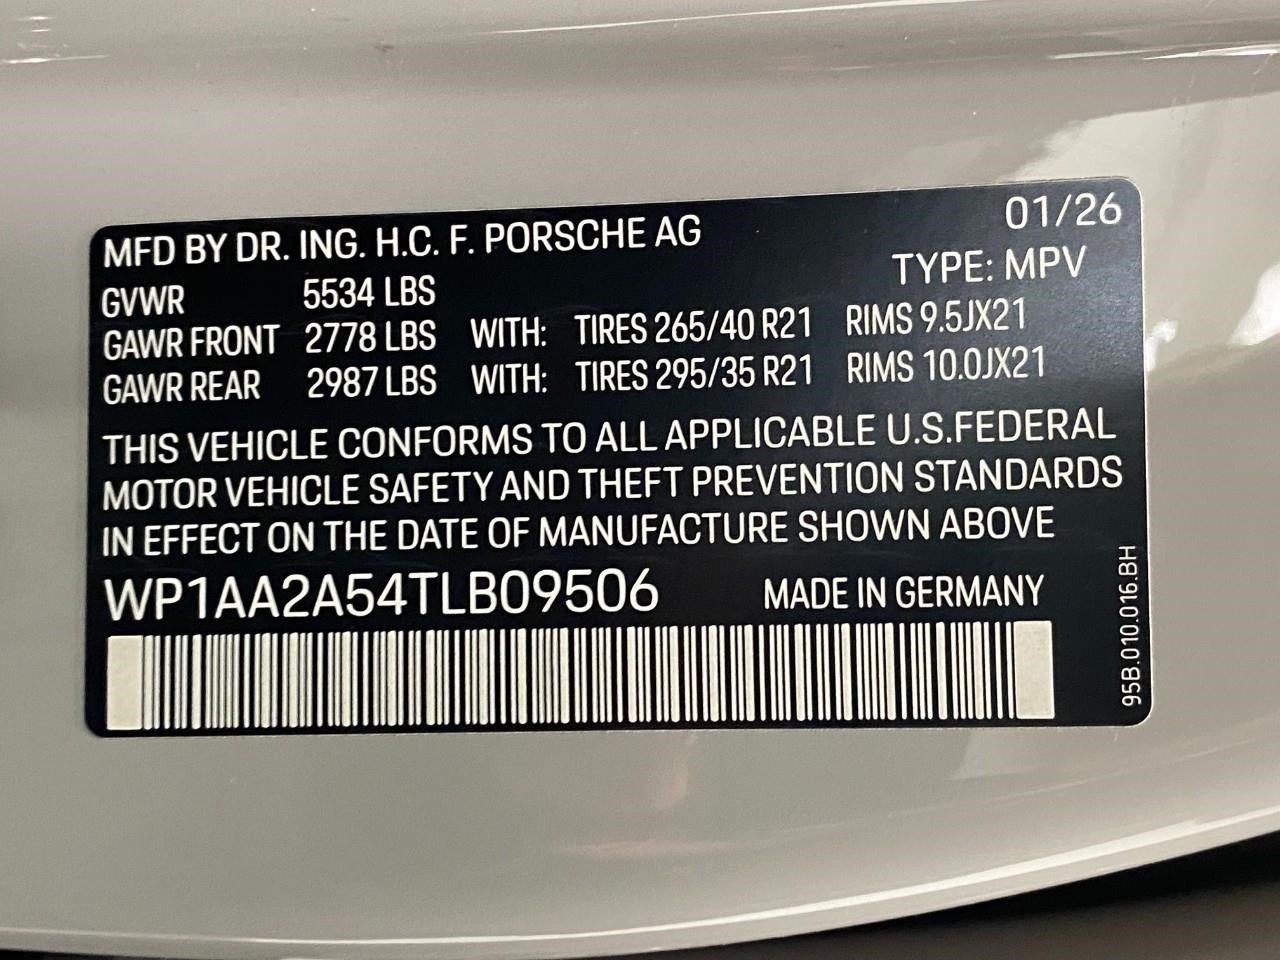 MFD BY DR. ING. H.C. F. PORSCHE AG 01/26
TYPE: MPV
GVWR 5534 LBS
GAWR FRONT 2778 LBS WITH: TIRES 265/40 R21 RIMS 9.5JX21
GAWR REAR 2987 LBS WITH: TIRES 295/35 R21 RIMS 10.0JX21
THIS VEHICLE CONFORMS TO ALL APPLICABLE U.S.FEDERAL
MOTOR VEHICLE SAFETY AND THEFT PREVENTION STANDARDS
IN EFFECT ON THE DATE OF MANUFACTURE SHOWN ABOVE
WP1AA2A54TLB09506 MADE IN GERMANY
95B.010.016.BH